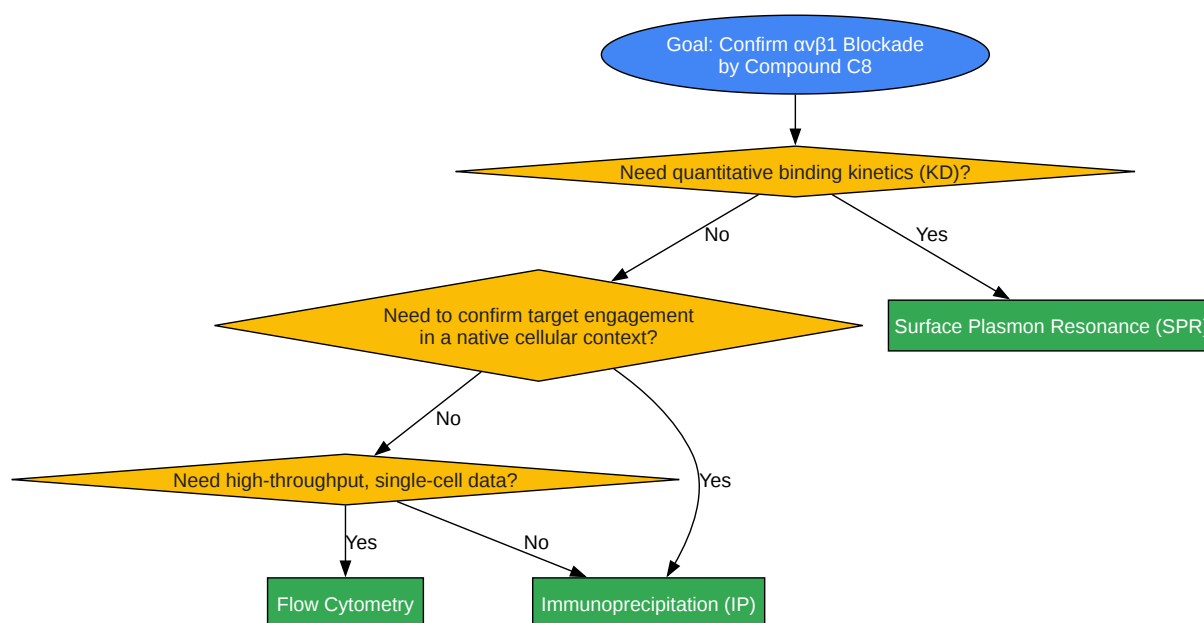 Goal: Confirm αvβ1 Blockade
by Compound C8
Need quantitative binding kinetics (KD)?
No
Yes
Need to confirm target engagement
in a native cellular context?
Surface Plasmon Resonance (SPR)
No
Yes
Need high-throughput, single-cell data?
Yes
No
Flow Cytometry
Immunoprecipitation (IP)